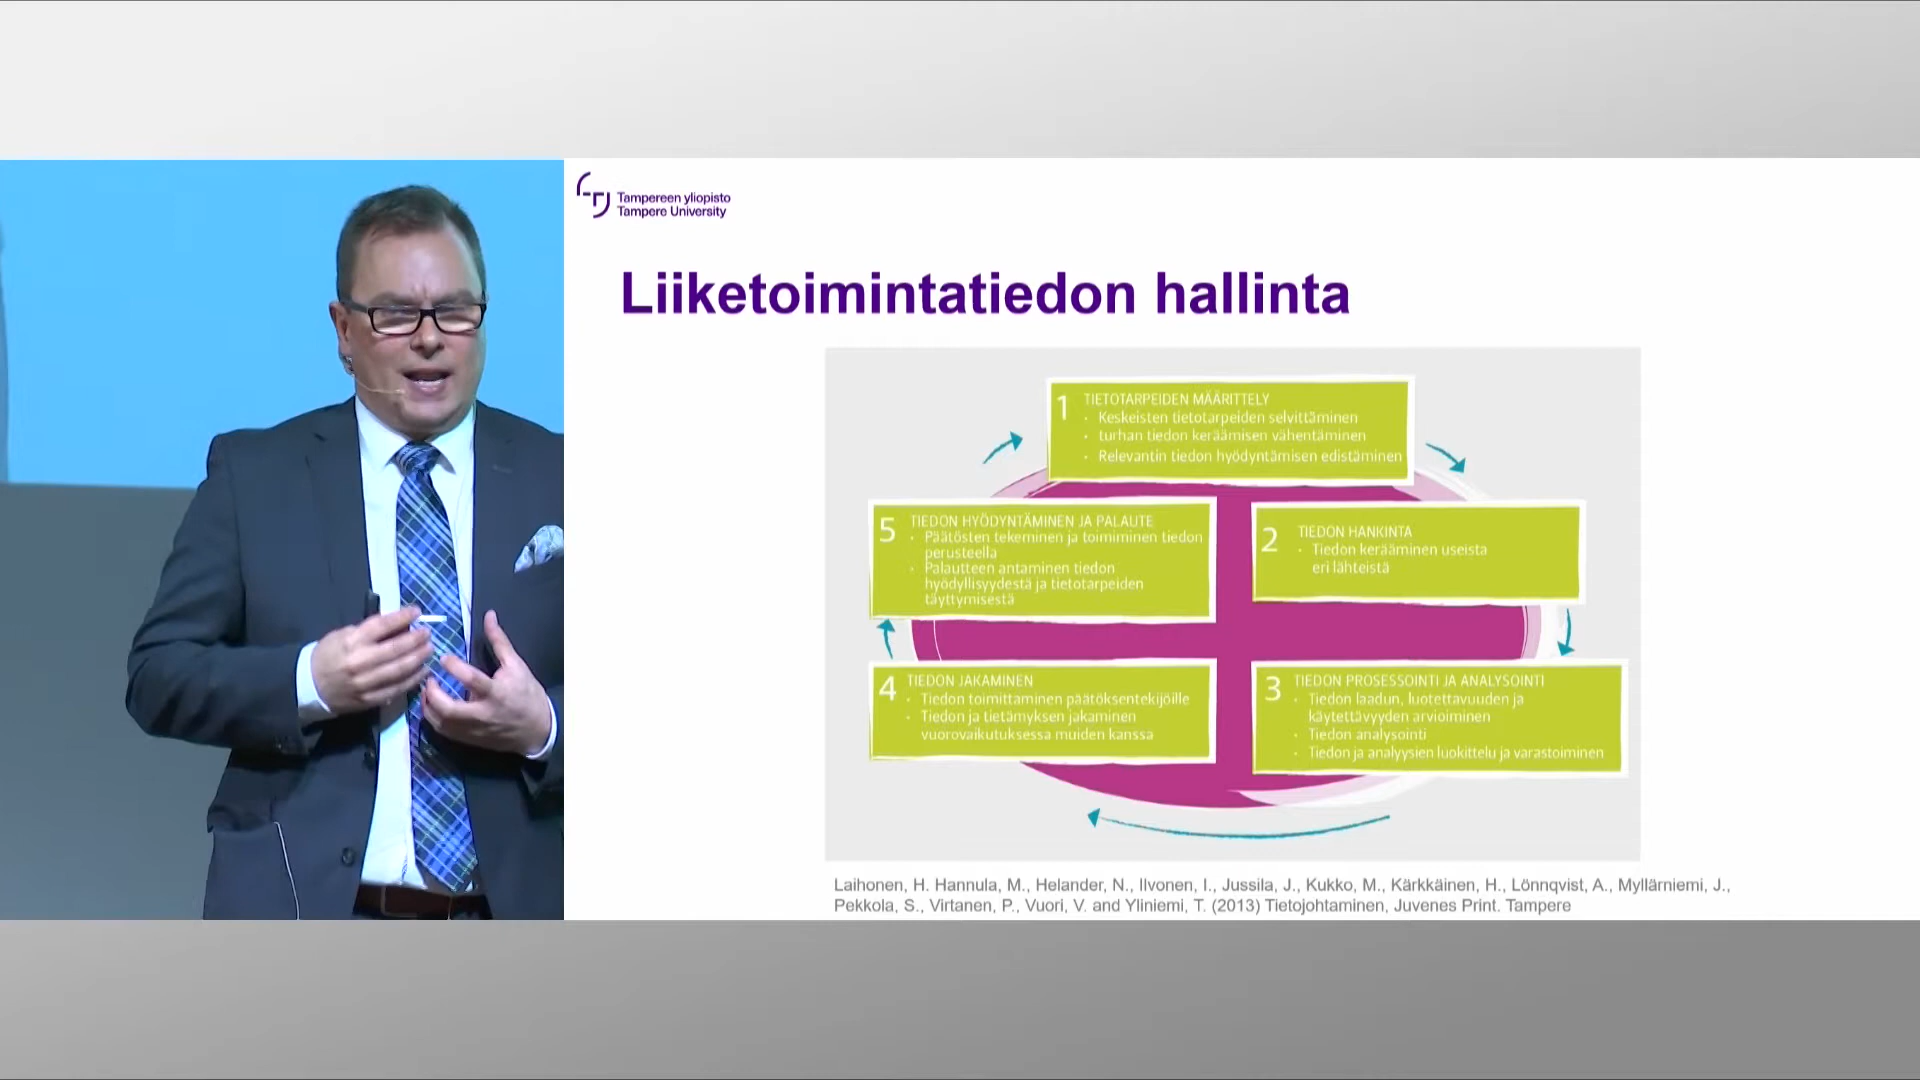 Tampereen yliopisto
Tampere University
Liiketoimintatiedon hallinta
1 TIETOTARPEIDEN MÄÄRITTELY
· Keskeisten tietotarpeiden selvittäminen
· turhan tiedon keräämisen vähentäminen
· Relevantin tiedon hyödyntämisen edistäminen
2 TIEDON HANKINTA
· Tiedon kerääminen useista
eri lähteistä
3 TIEDON PROSESSOINTI JA ANALYSOINTI
· Tiedon laadun, luotettavuuden ja
käytettävyyden arvioiminen
· Tiedon analysointi
· Tiedon ja analyysien luokittelu ja varastoiminen
4 TIEDON JAKAMINEN
· Tiedon toimittaminen päätöksentekijöille
· Tiedon ja tietämyksen jakaminen
vuorovaikutuksessa muiden kanssa
5 TIEDON HYÖDYNTÄMINEN JA PALAUTE
· Päätösten tekeminen ja toimiminen tiedon
perusteella
· Palautteen antaminen tiedon
hyödyllisyydestä ja tietotarpeiden
täyttymisestä
Laihonen, H. Hannula, M., Helander, N., Ilvonen, I., Jussila, J., Kukko, M., Kärkkäinen, H., Lönnqvist, A., Myllärniemi, J.,
Pekkola, S., Virtanen, P., Vuori, V. and Yliniemi, T. (2013) Tietojohtaminen, Juvenes Print. Tampere